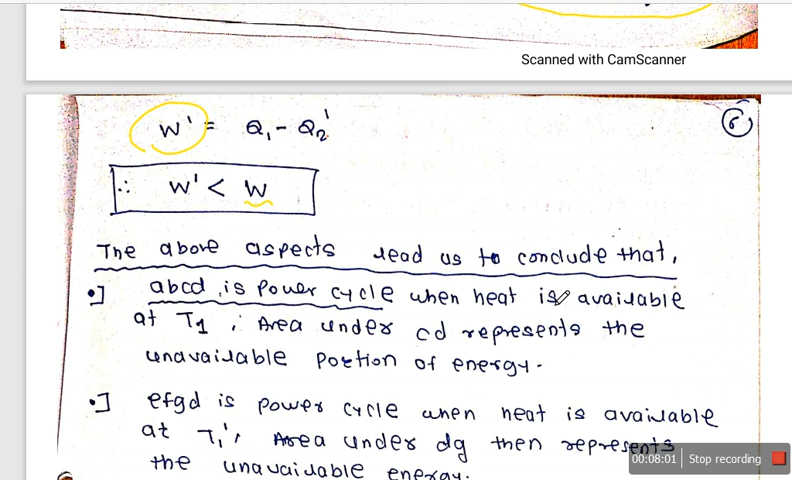 Scanned with CamScanner
6
W' = Q₁ - Q₂'
∴ W' < W
The above aspects lead us to conclude that,
•] abcd is Power cycle when heat is available
at T₁, Area under cd represents the
unavailable Portion of energy.
•] efgd is power cycle when heat is available
at T₁', Area under dg then represents
the unavailable energy.
00:08:01 Stop recording